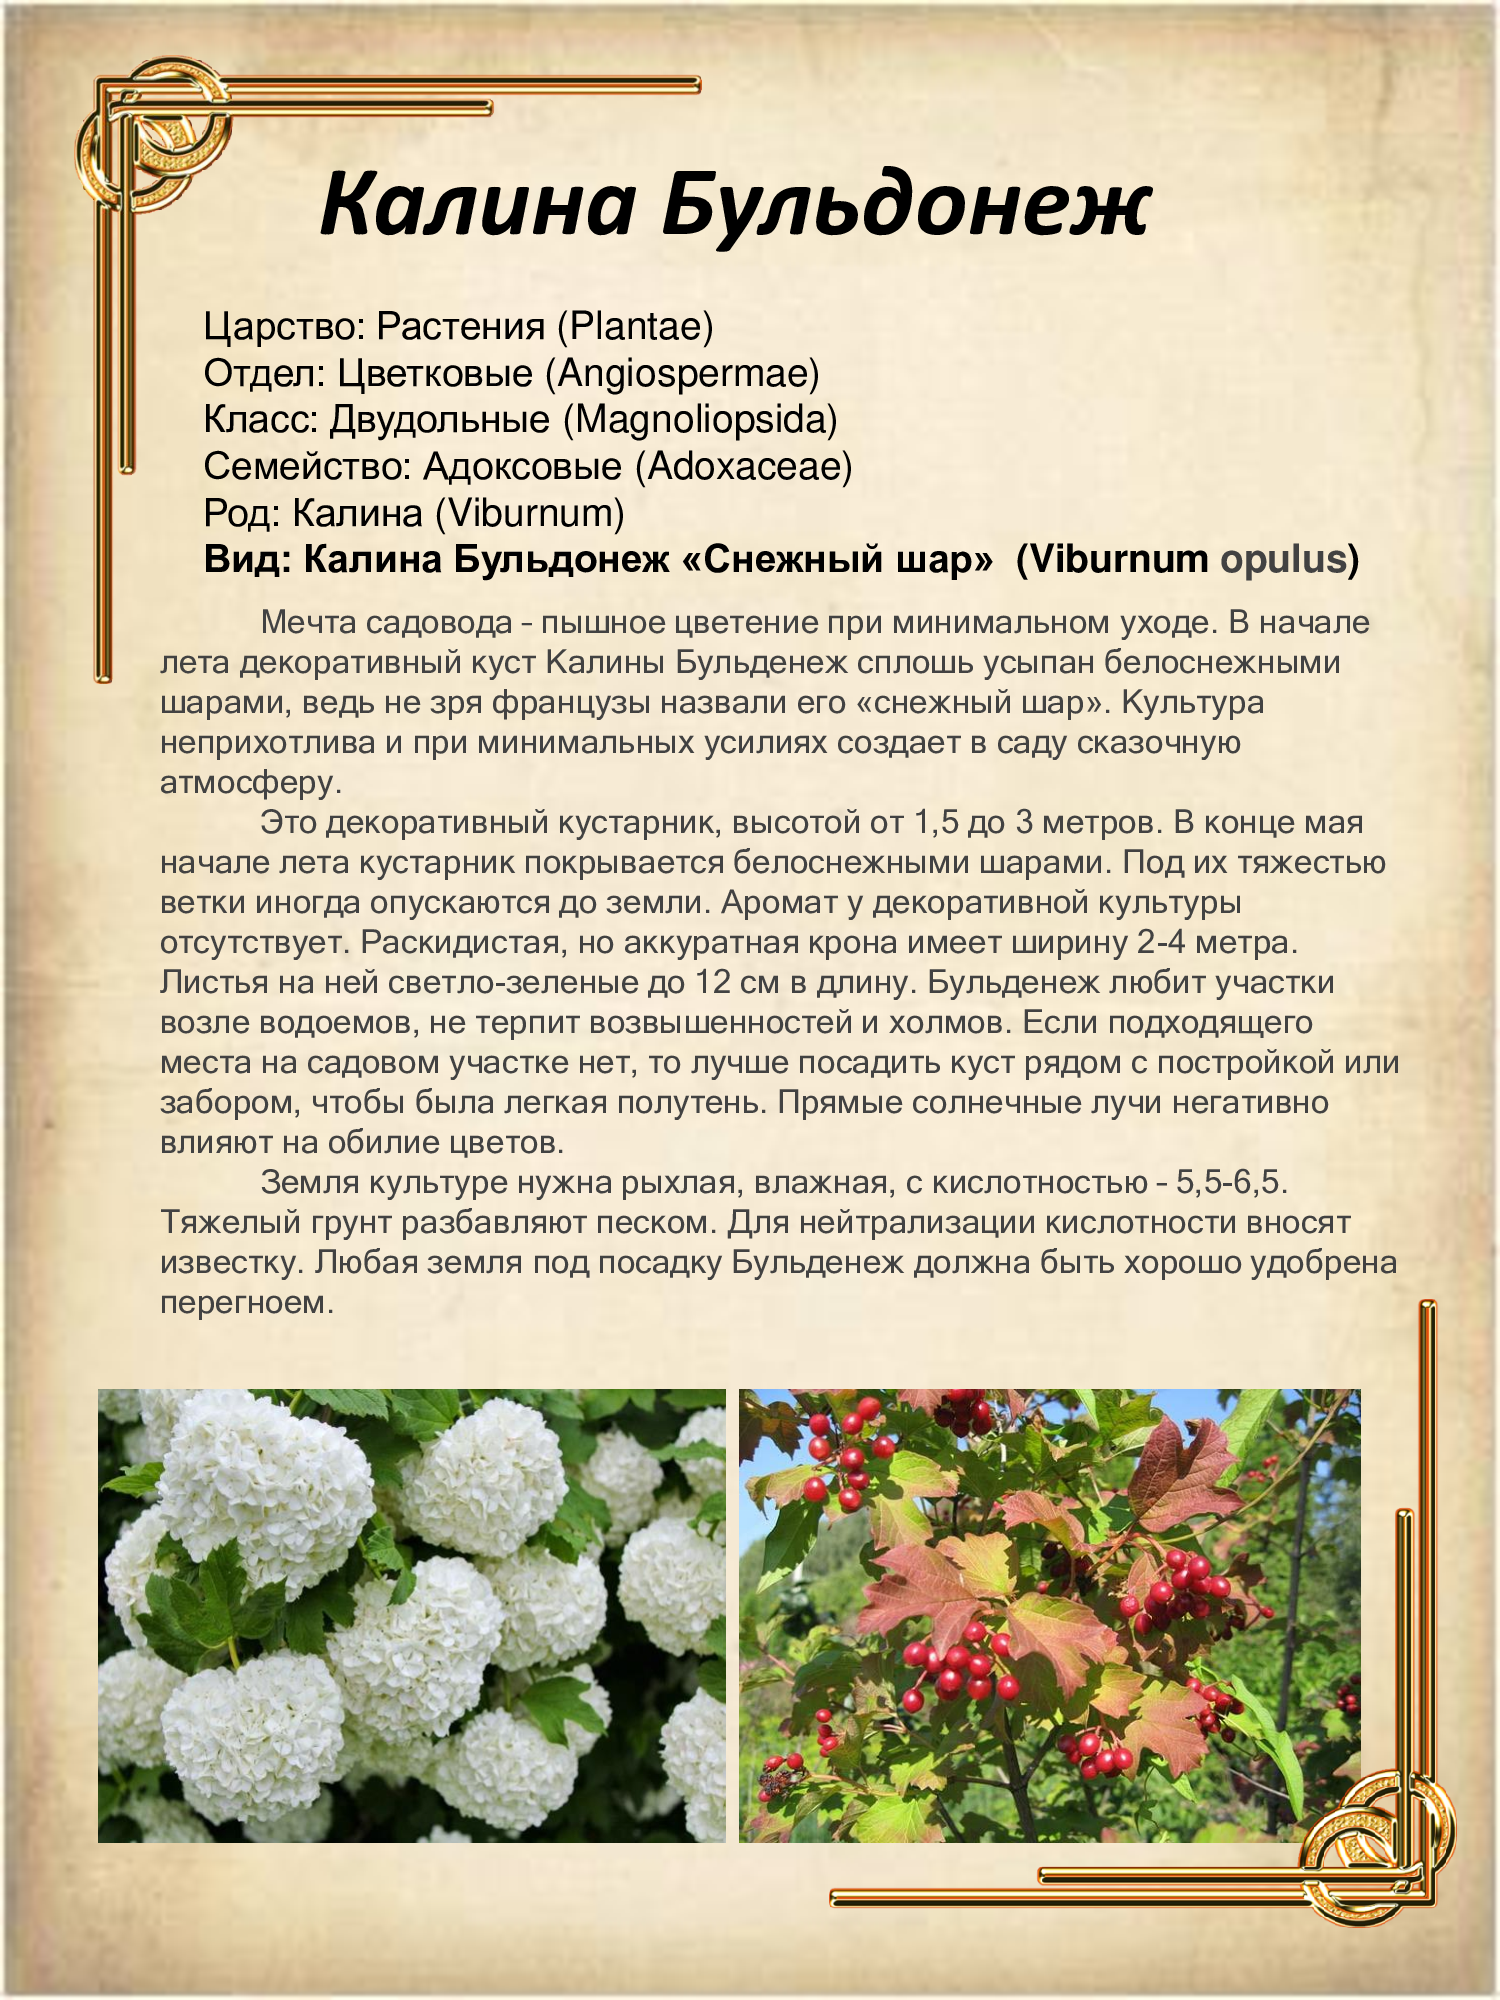 Калина Бульдонеж
Царство: Растения (Plantae)
Отдел: Цветковые (Angiospermae)
Класс: Двудольные (Magnoliopsida)
Семейство: Адоксовые (Adoxaceae)
Род: Калина (Viburnum)
Вид: Калина Бульдонеж «Снежный шар» (Viburnum opulus)
Мечта садовода – пышное цветение при минимальном уходе. В начале
лета декоративный куст Калины Бульденеж сплошь усыпан белоснежными
шарами, ведь не зря французы назвали его «снежный шар». Культура
неприхотлива и при минимальных усилиях создает в саду сказочную
атмосферу.
Это декоративный кустарник, высотой от 1,5 до 3 метров. В конце мая
начале лета кустарник покрывается белоснежными шарами. Под их тяжестью
ветки иногда опускаются до земли. Аромат у декоративной культуры
отсутствует. Раскидистая, но аккуратная крона имеет ширину 2-4 метра.
Листья на ней светло-зеленые до 12 см в длину. Бульденеж любит участки
возле водоемов, не терпит возвышенностей и холмов. Если подходящего
места на садовом участке нет, то лучше посадить куст рядом с постройкой или
забором, чтобы была легкая полутень. Прямые солнечные лучи негативно
влияют на обилие цветов.
Земля культуре нужна рыхлая, влажная, с кислотностью – 5,5-6,5.
Тяжелый грунт разбавляют песком. Для нейтрализации кислотности вносят
известку. Любая земля под посадку Бульденеж должна быть хорошо удобрена
перегноем.